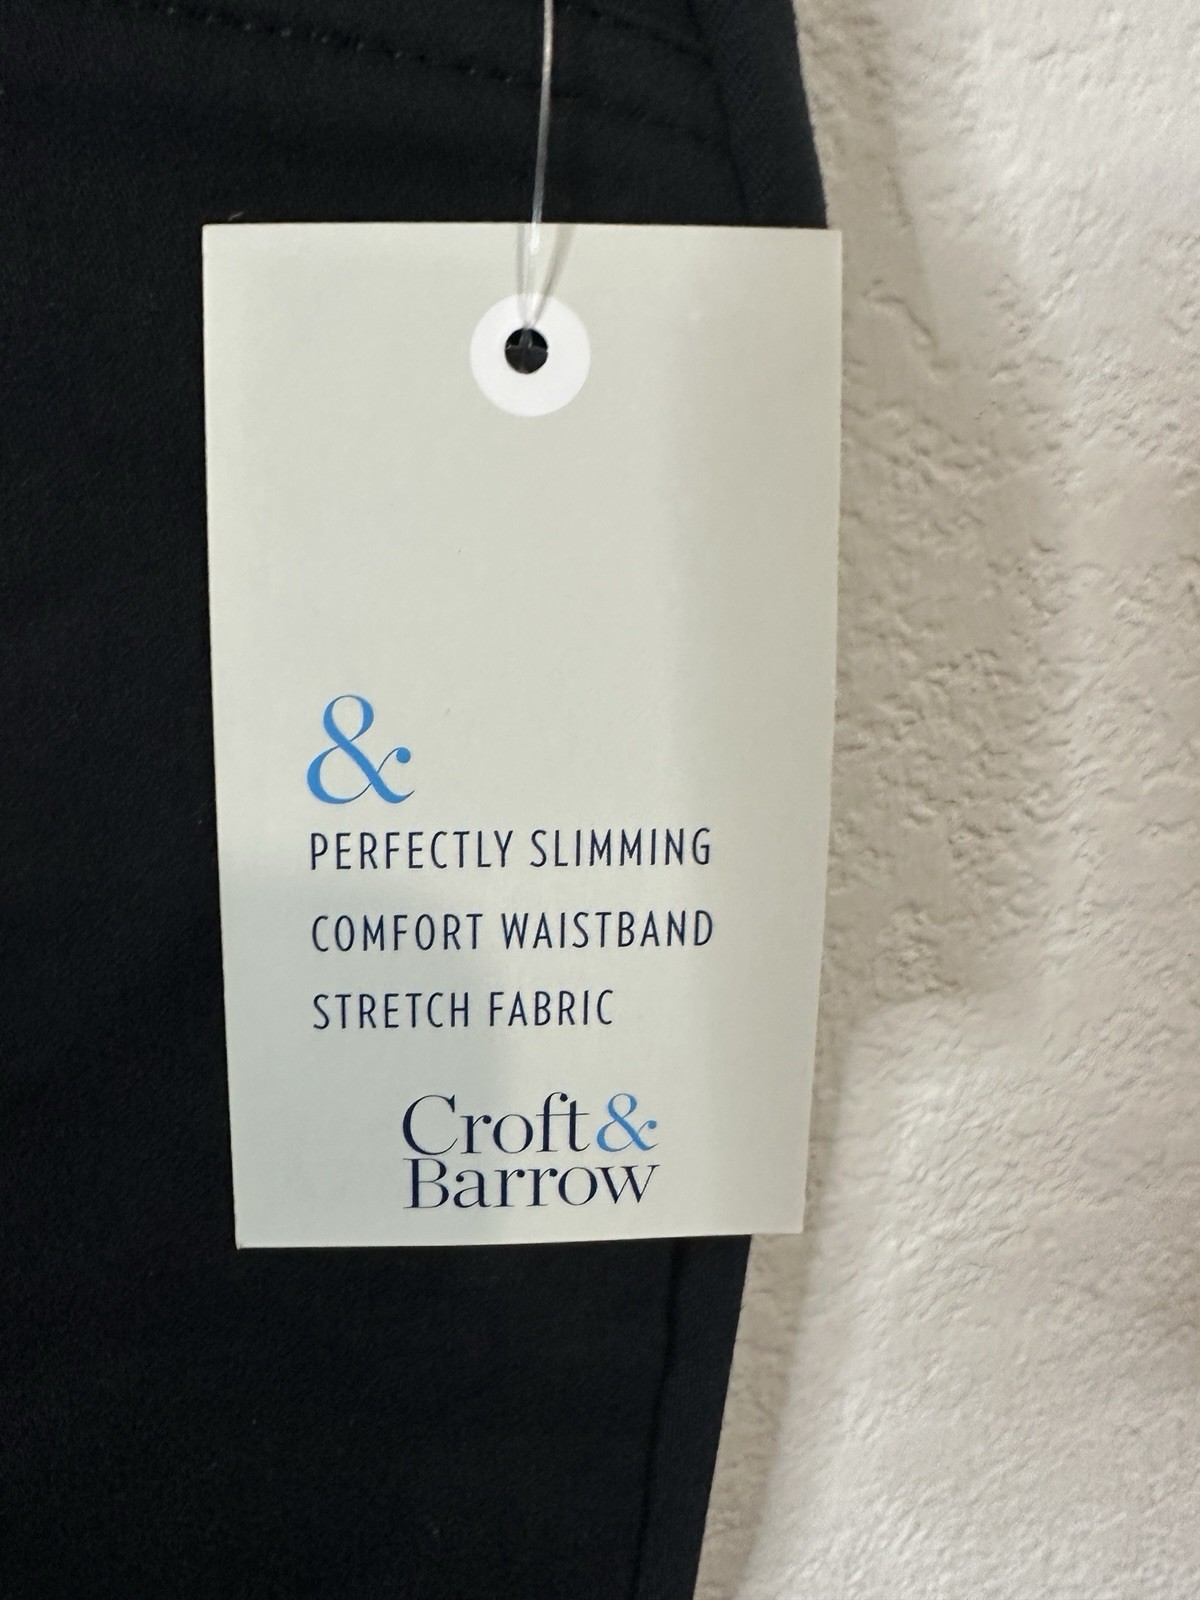 &
PERFECTLY SLIMMING
COMFORT WAISTBAND
STRETCH FABRIC
Croft&
Barrow